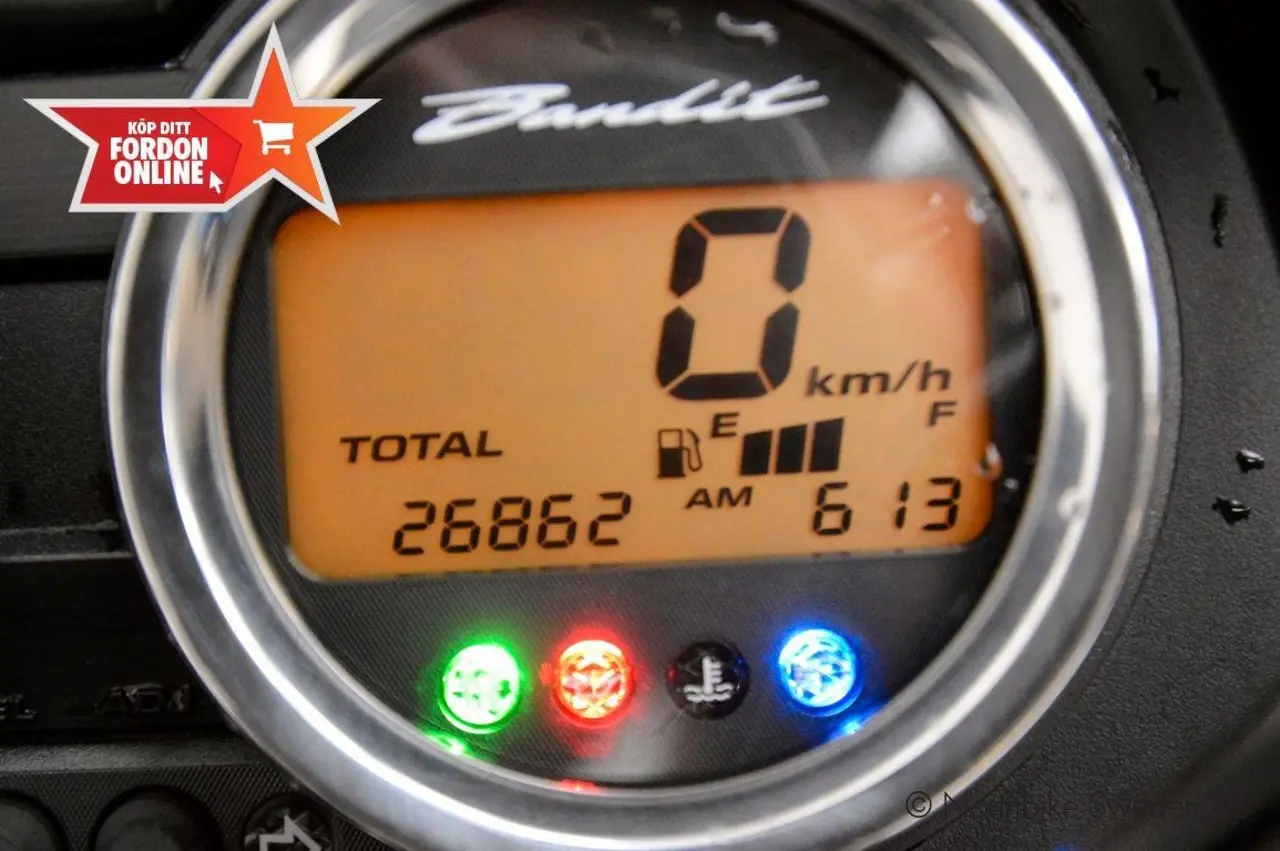 KÖP DITT
FORDON
ONLINE
Bandit
0
km/h
E
F
TOTAL
AM
26862
6 13
©